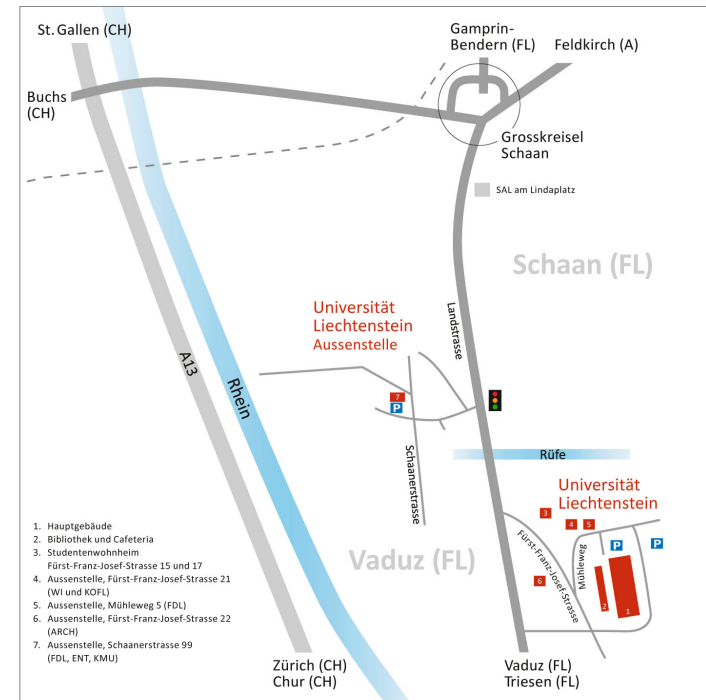 St. Gallen (CH)
Gamprin-
Bendern (FL)
Feldkirch (A)
Buchs
(CH)
Grosskreisel
Schaan
SAL am Lindaplatz
Schaan (FL)
Universität
Liechtenstein
Aussenstelle
Landstrasse
A13
Rhein
7
P
Schaanerstrasse
Rüfe
Universität
Liechtenstein
3
4
5
P
P
Fürst-Franz-Josef-Strasse
Mühleweg
Vaduz (FL)
6
2
1
1. Hauptgebäude
2. Bibliothek und Cafeteria
3. Studentenwohnheim
Fürst-Franz-Josef-Strasse 15 und 17
4. Aussenstelle, Fürst-Franz-Josef-Strasse 21
(WI und KOFL)
5. Aussenstelle, Mühleweg 5 (FDL)
6. Aussenstelle, Fürst-Franz-Josef-Strasse 22
(ARCH)
7. Aussenstelle, Schaanerstrasse 99
(FDL, ENT, KMU)
Zürich (CH)
Chur (CH)
Vaduz (FL)
Triesen (FL)